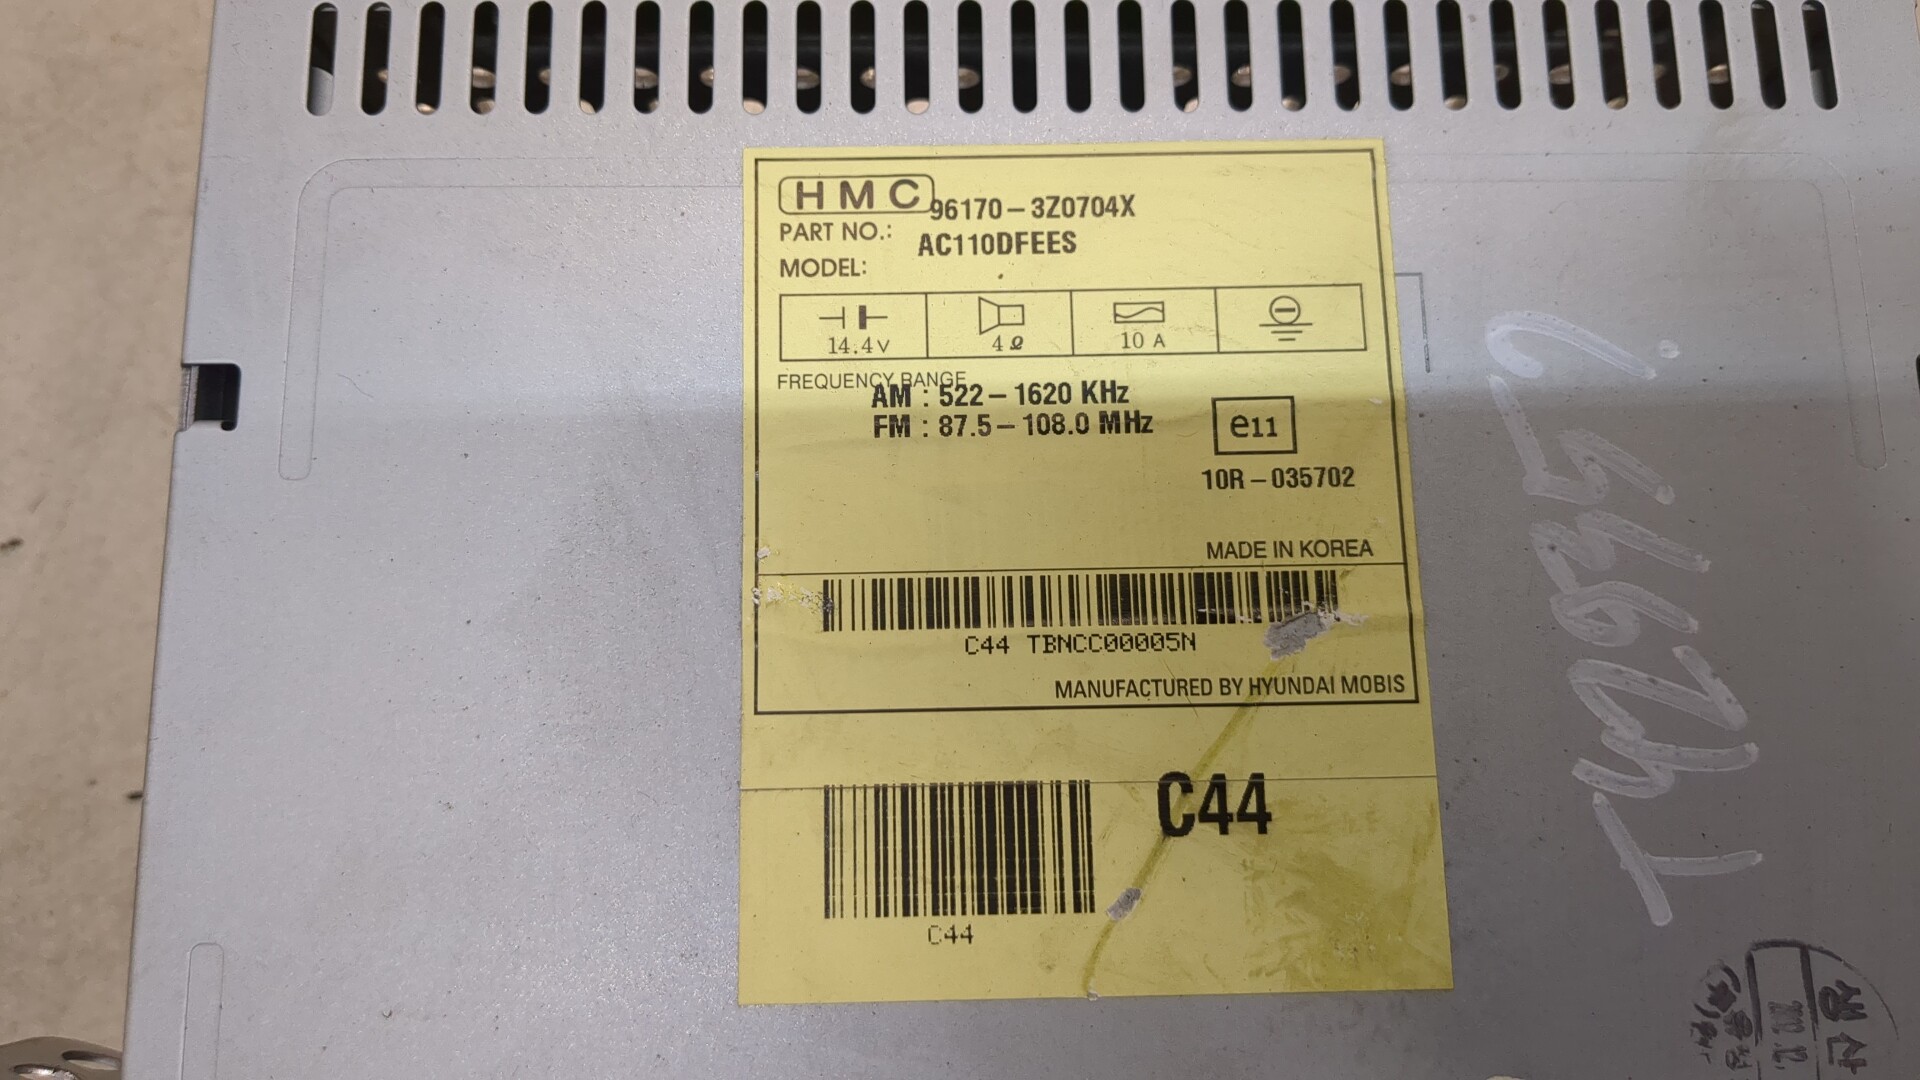 HMC
96170-3Z0704X
PART NO.:
AC110DFEES
MODEL:
14.4V
4Ω
10 A
FREQUENCY RANGE
AM : 522-1620 KHz
FM : 87.5-108.0 MHz
e11
10R-035702
MADE IN KOREA
C44 TBNCC00005N
MANUFACTURED BY HYUNDAI MOBIS
C44
C44